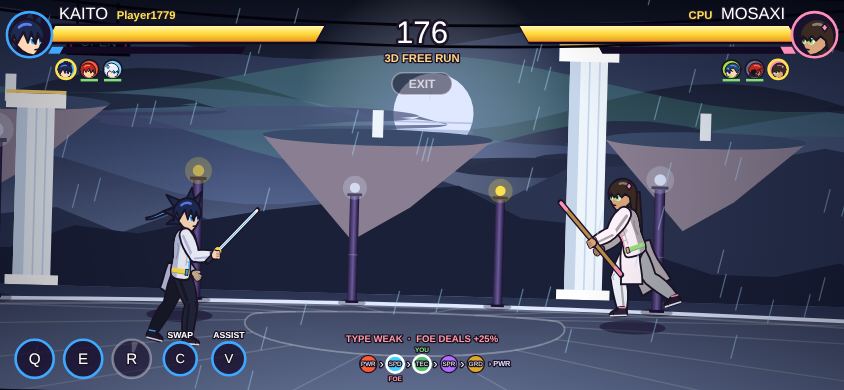 KAITO Player1779
176
CPU MOSAXI
3D FREE RUN
EXIT
TYPE WEAK · FOE DEALS +25%
YOU
PWR › SPD › TEC › SPR › GRD › PWR
FOE
SWAP ASSIST
Q E R C V